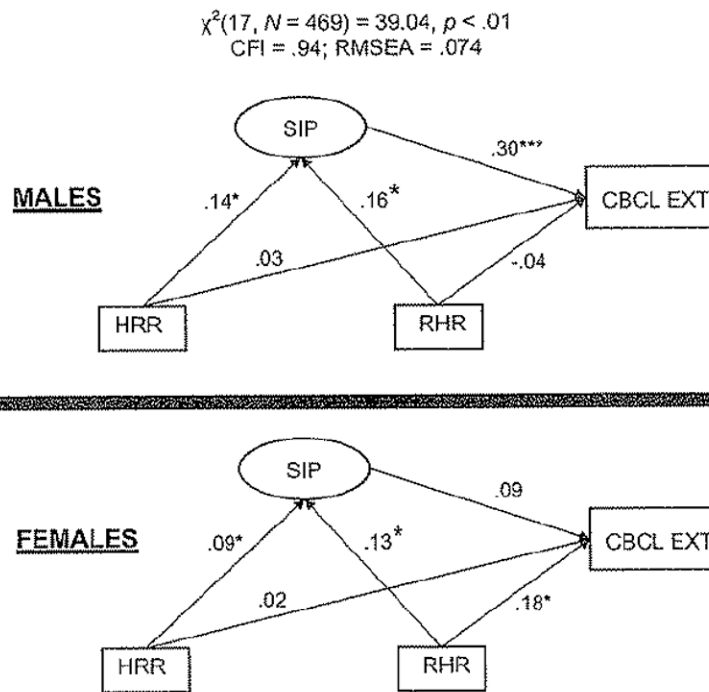 χ²(17, N = 469) = 39.04, p < .01
CFI = .94; RMSEA = .074
SIP
.30***
MALES
CBCL EXT
.14*
.16*
.03
-.04
HRR
RHR
SIP
.09
FEMALES
CBCL EXT
.09*
.13*
.02
.18*
HRR
RHR